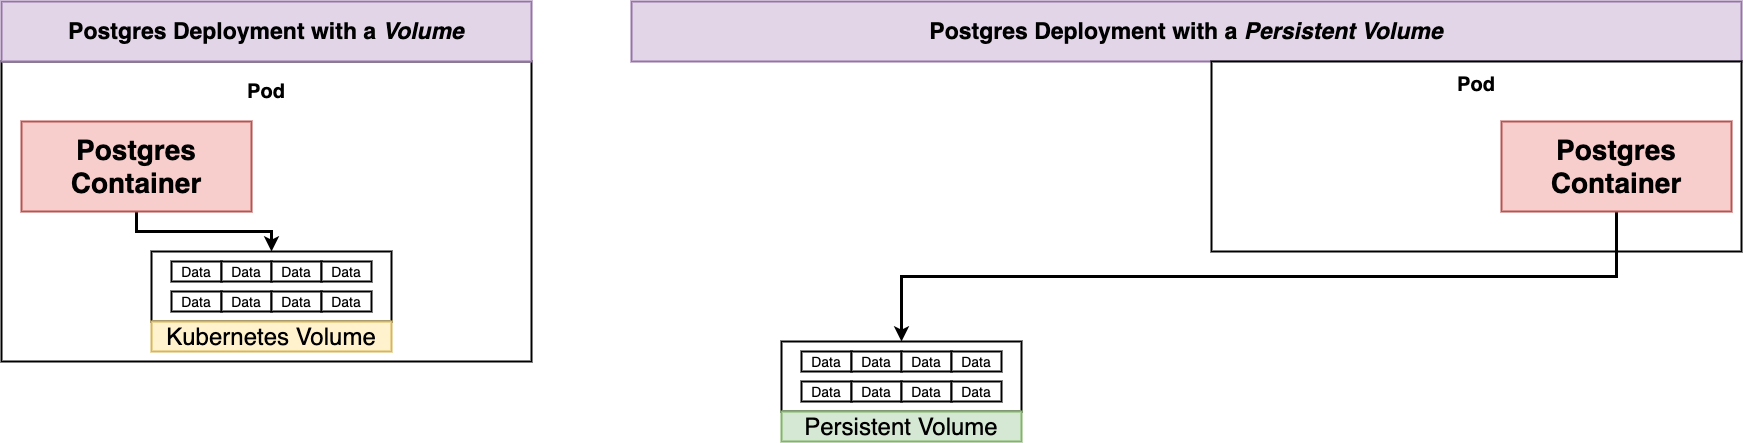 Postgres Deployment with a Volume
Pod
Postgres
Container
Data Data Data Data
Data Data Data Data
Kubernetes Volume
Postgres Deployment with a Persistent Volume
Pod
Postgres
Container
Data Data Data Data
Data Data Data Data
Persistent Volume